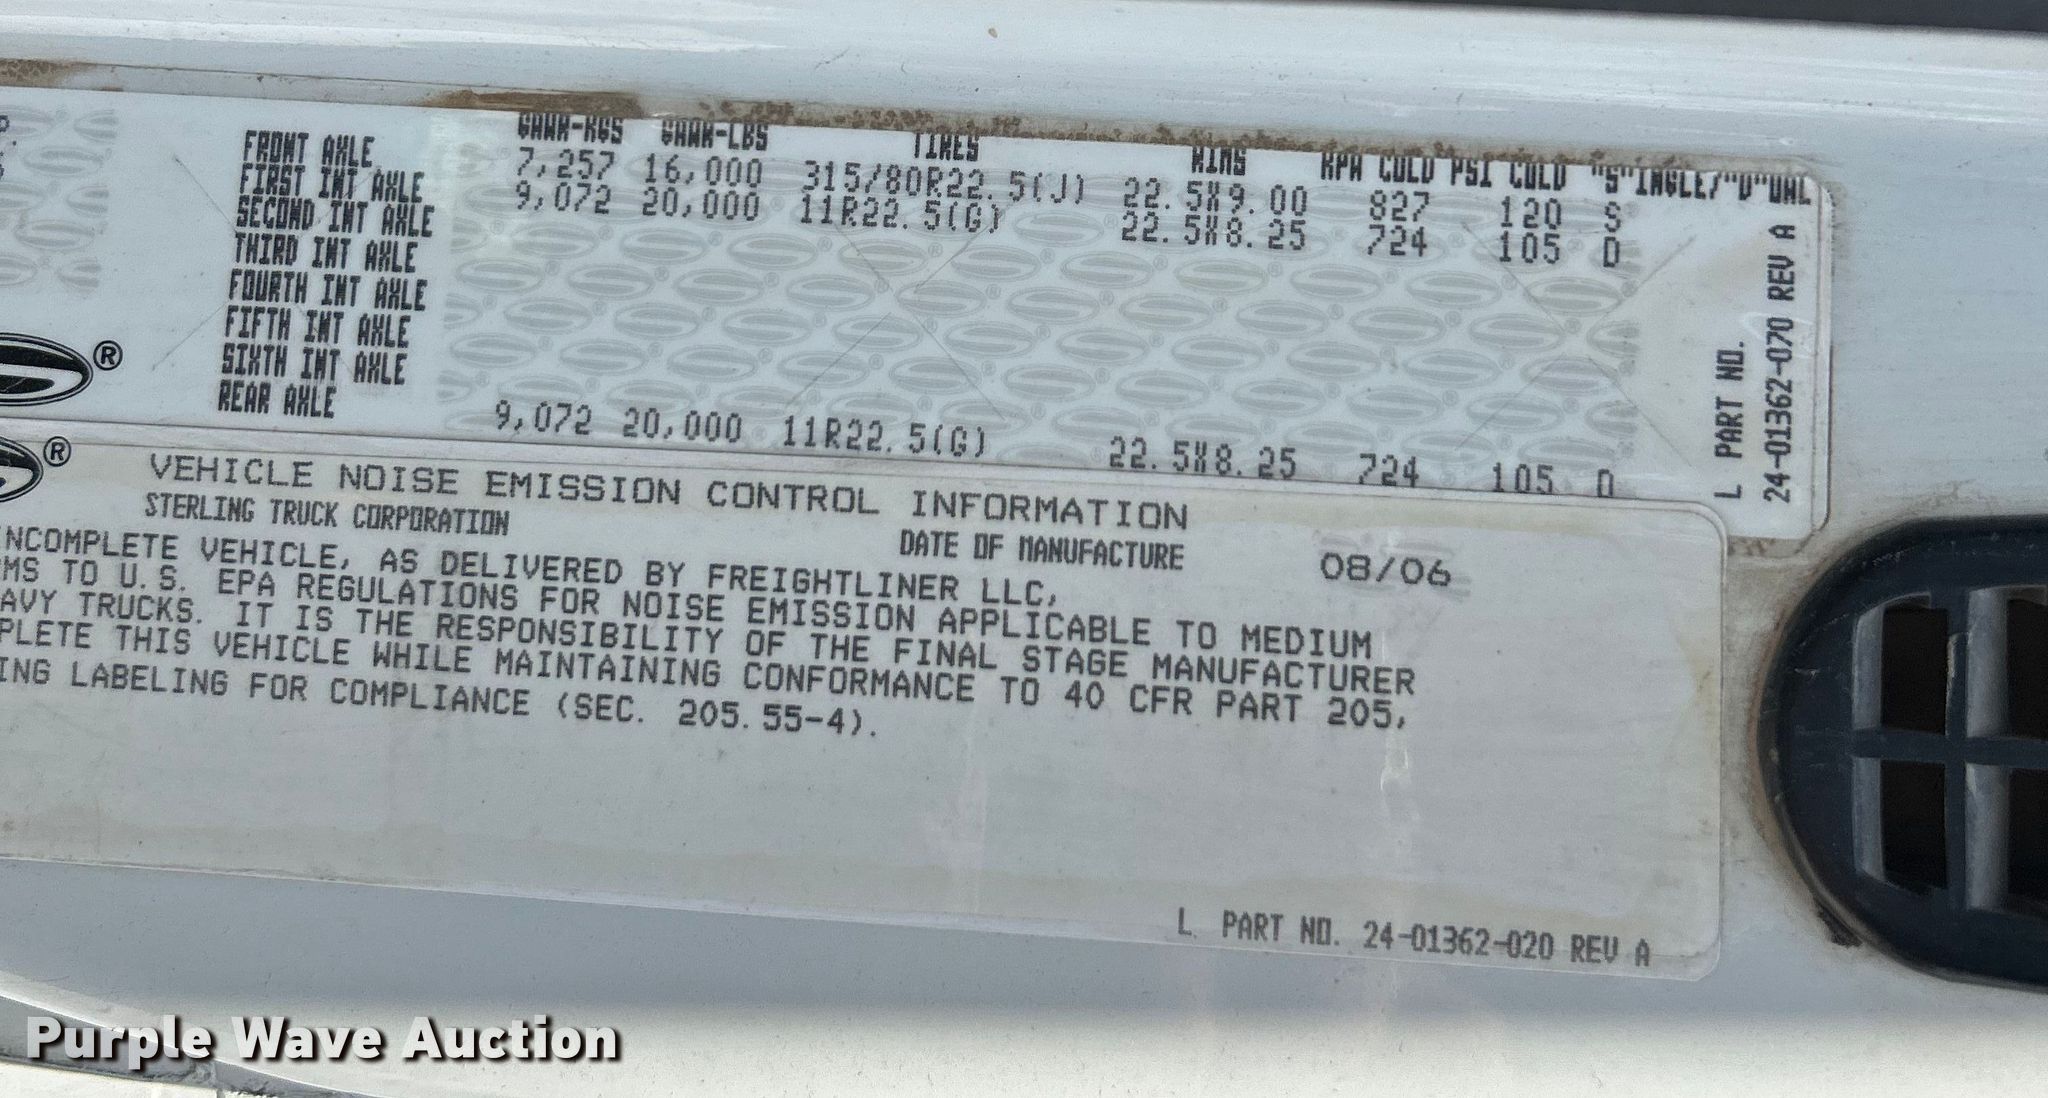 GAWR-KGS GAWR-LBS TIRES RIMS KPA COLD PSI COLD "S"INGLE/"D"UAL
FRONT AXLE 7,257 16,000 315/80R22.5(J) 22.5X9.00 827 120 S
FIRST INT AXLE 9,072 20,000 11R22.5(G) 22.5X8.25 724 105 D
SECOND INT AXLE
THIRD INT AXLE
FOURTH INT AXLE
FIFTH INT AXLE
SIXTH INT AXLE
REAR AXLE 9,072 20,000 11R22.5(G) 22.5X8.25 724 105 D
L PART NO.
24-01362-070 REV A
®
®
VEHICLE NOISE EMISSION CONTROL INFORMATION
STERLING TRUCK CORPORATION DATE OF MANUFACTURE 08/06
NCOMPLETE VEHICLE, AS DELIVERED BY FREIGHTLINER LLC,
MS TO U.S. EPA REGULATIONS FOR NOISE EMISSION APPLICABLE TO MEDIUM
AVY TRUCKS. IT IS THE RESPONSIBILITY OF THE FINAL STAGE MANUFACTURER
PLETE THIS VEHICLE WHILE MAINTAINING CONFORMANCE TO 40 CFR PART 205,
ING LABELING FOR COMPLIANCE (SEC. 205.55-4).
L PART NO. 24-01362-020 REV A
Purple Wave Auction